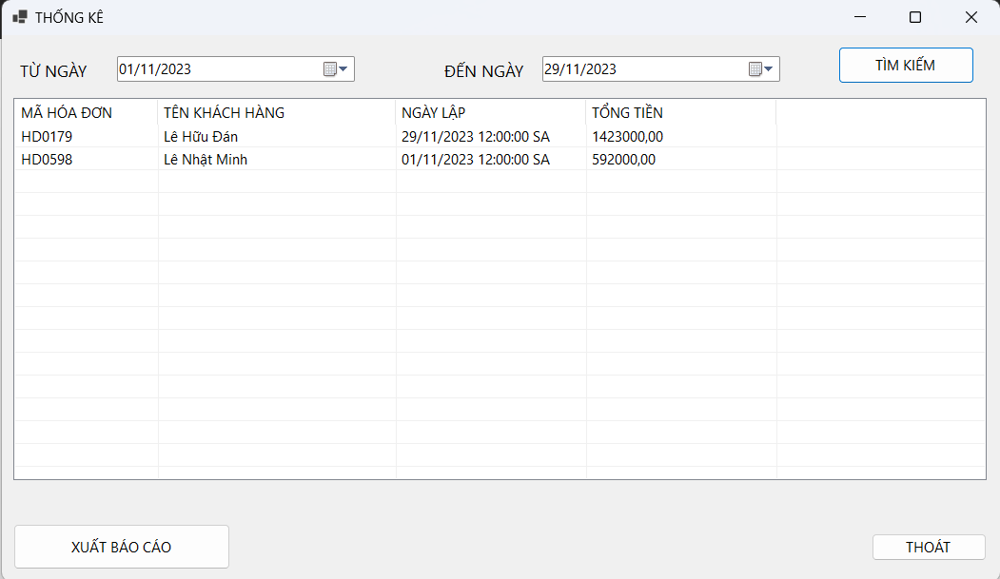 THỐNG KÊ
TỪ NGÀY 01/11/2023 ĐẾN NGÀY 29/11/2023 TÌM KIẾM
MÃ HÓA ĐƠN TÊN KHÁCH HÀNG NGÀY LẬP TỔNG TIỀN
HD0179 Lê Hữu Đán 29/11/2023 12:00:00 SA 1423000,00
HD0598 Lê Nhật Minh 01/11/2023 12:00:00 SA 592000,00
XUẤT BÁO CÁO THOÁT